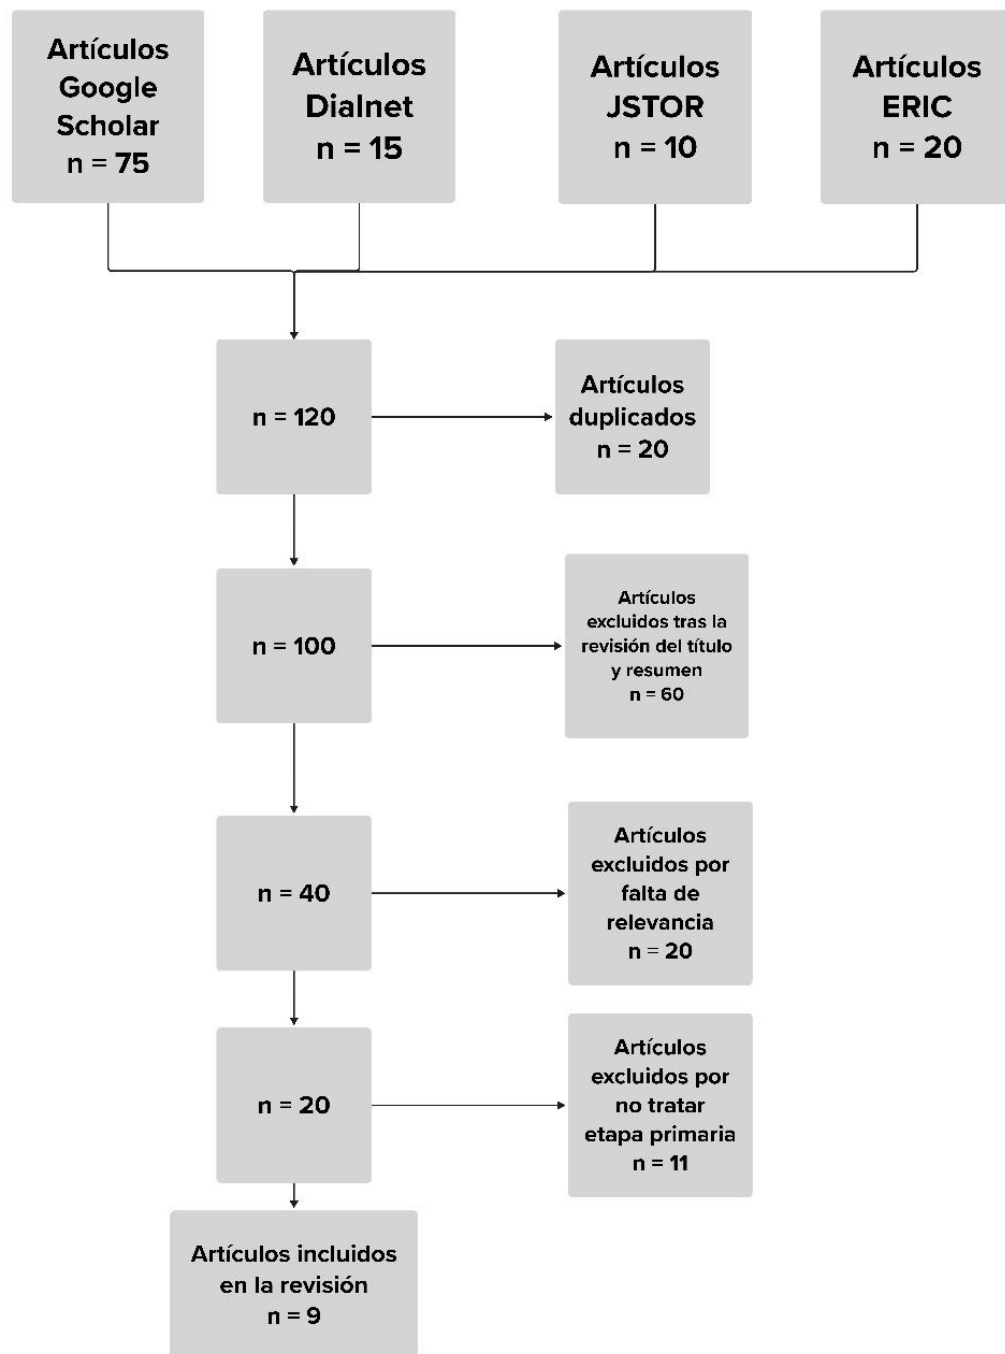 Artículos
Google
Scholar
n = 75
Artículos
Dialnet
n = 15
Artículos
JSTOR
n = 10
Artículos
ERIC
n = 20
n = 120
Artículos
duplicados
n = 20
n = 100
Artículos
excluidos tras la
revisión del título
y resumen
n = 60
n = 40
Artículos
excluidos por
falta de
relevancia
n = 20
n = 20
Artículos
excluidos por
no tratar
etapa primaria
n = 11
Artículos incluidos
en la revisión
n = 9